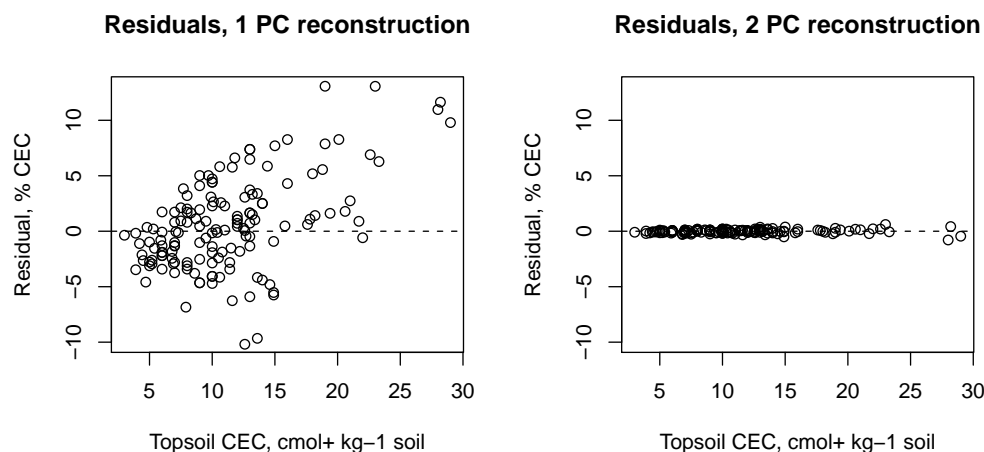 Residuals, 1 PC reconstruction
Residual, % CEC
10
5
0
−5
−10
5 10 15 20 25 30
Topsoil CEC, cmol+ kg−1 soil
Residuals, 2 PC reconstruction
Residual, % CEC
10
5
0
−5
−10
5 10 15 20 25 30
Topsoil CEC, cmol+ kg−1 soil